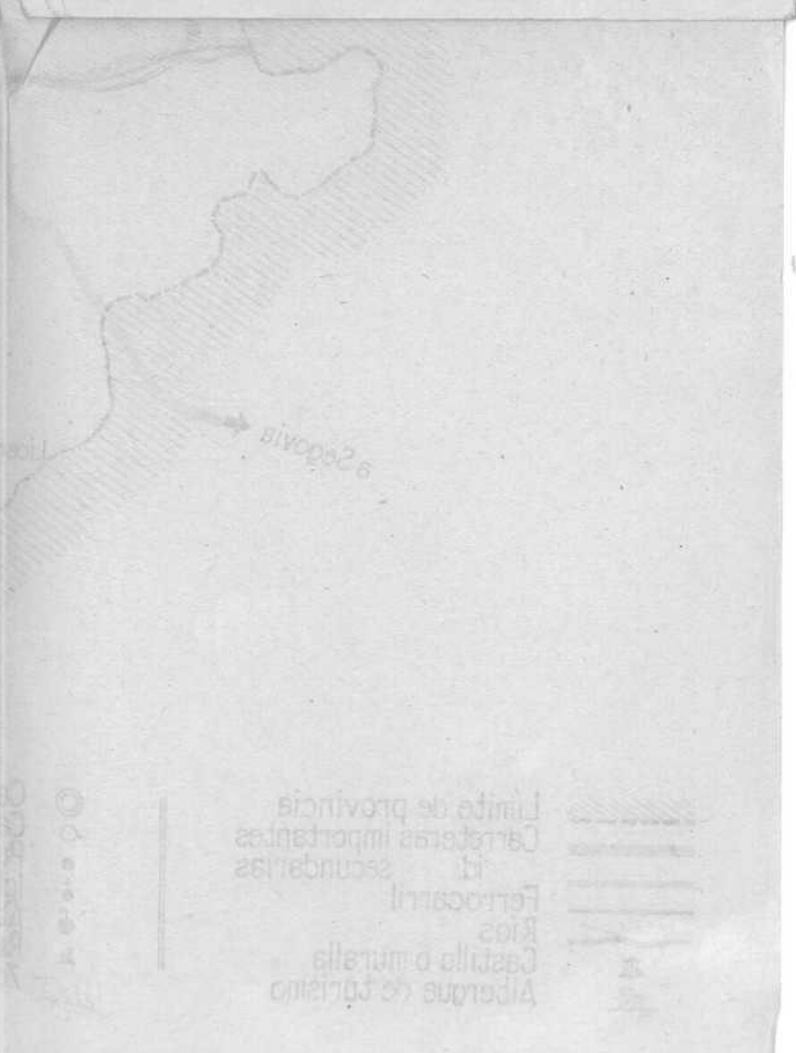 a Segovia
Límite de provincia
Carreteras importantes
id. secundarias
Ferrocarril
Ríos
Castillo o muralla
Albergue de turismo